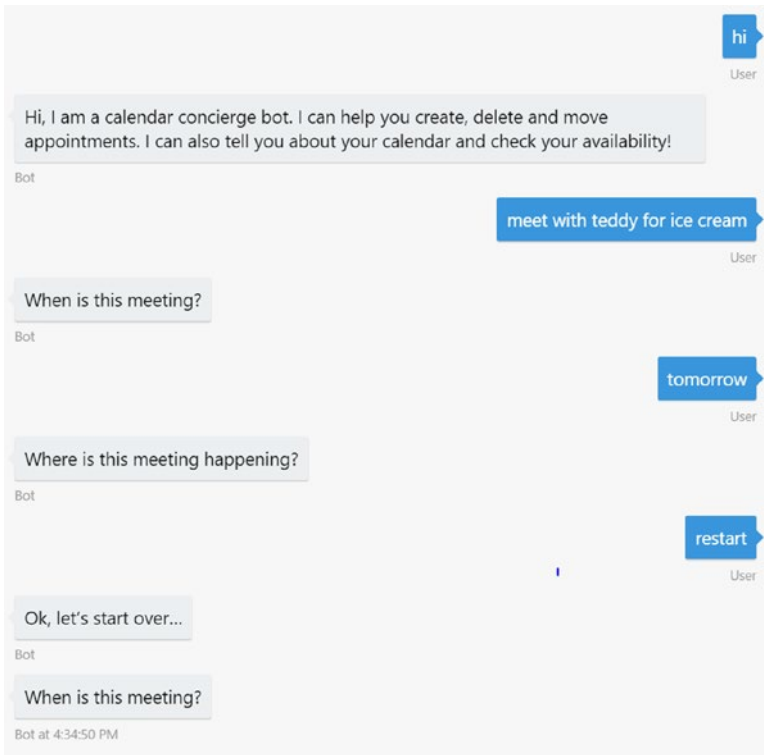 hi
User
Hi, I am a calendar concierge bot. I can help you create, delete and move
appointments. I can also tell you about your calendar and check your availability!
Bot
meet with teddy for ice cream
User
When is this meeting?
Bot
tomorrow
User
Where is this meeting happening?
Bot
restart
User
Ok, let's start over...
Bot
When is this meeting?
Bot at 4:34:50 PM